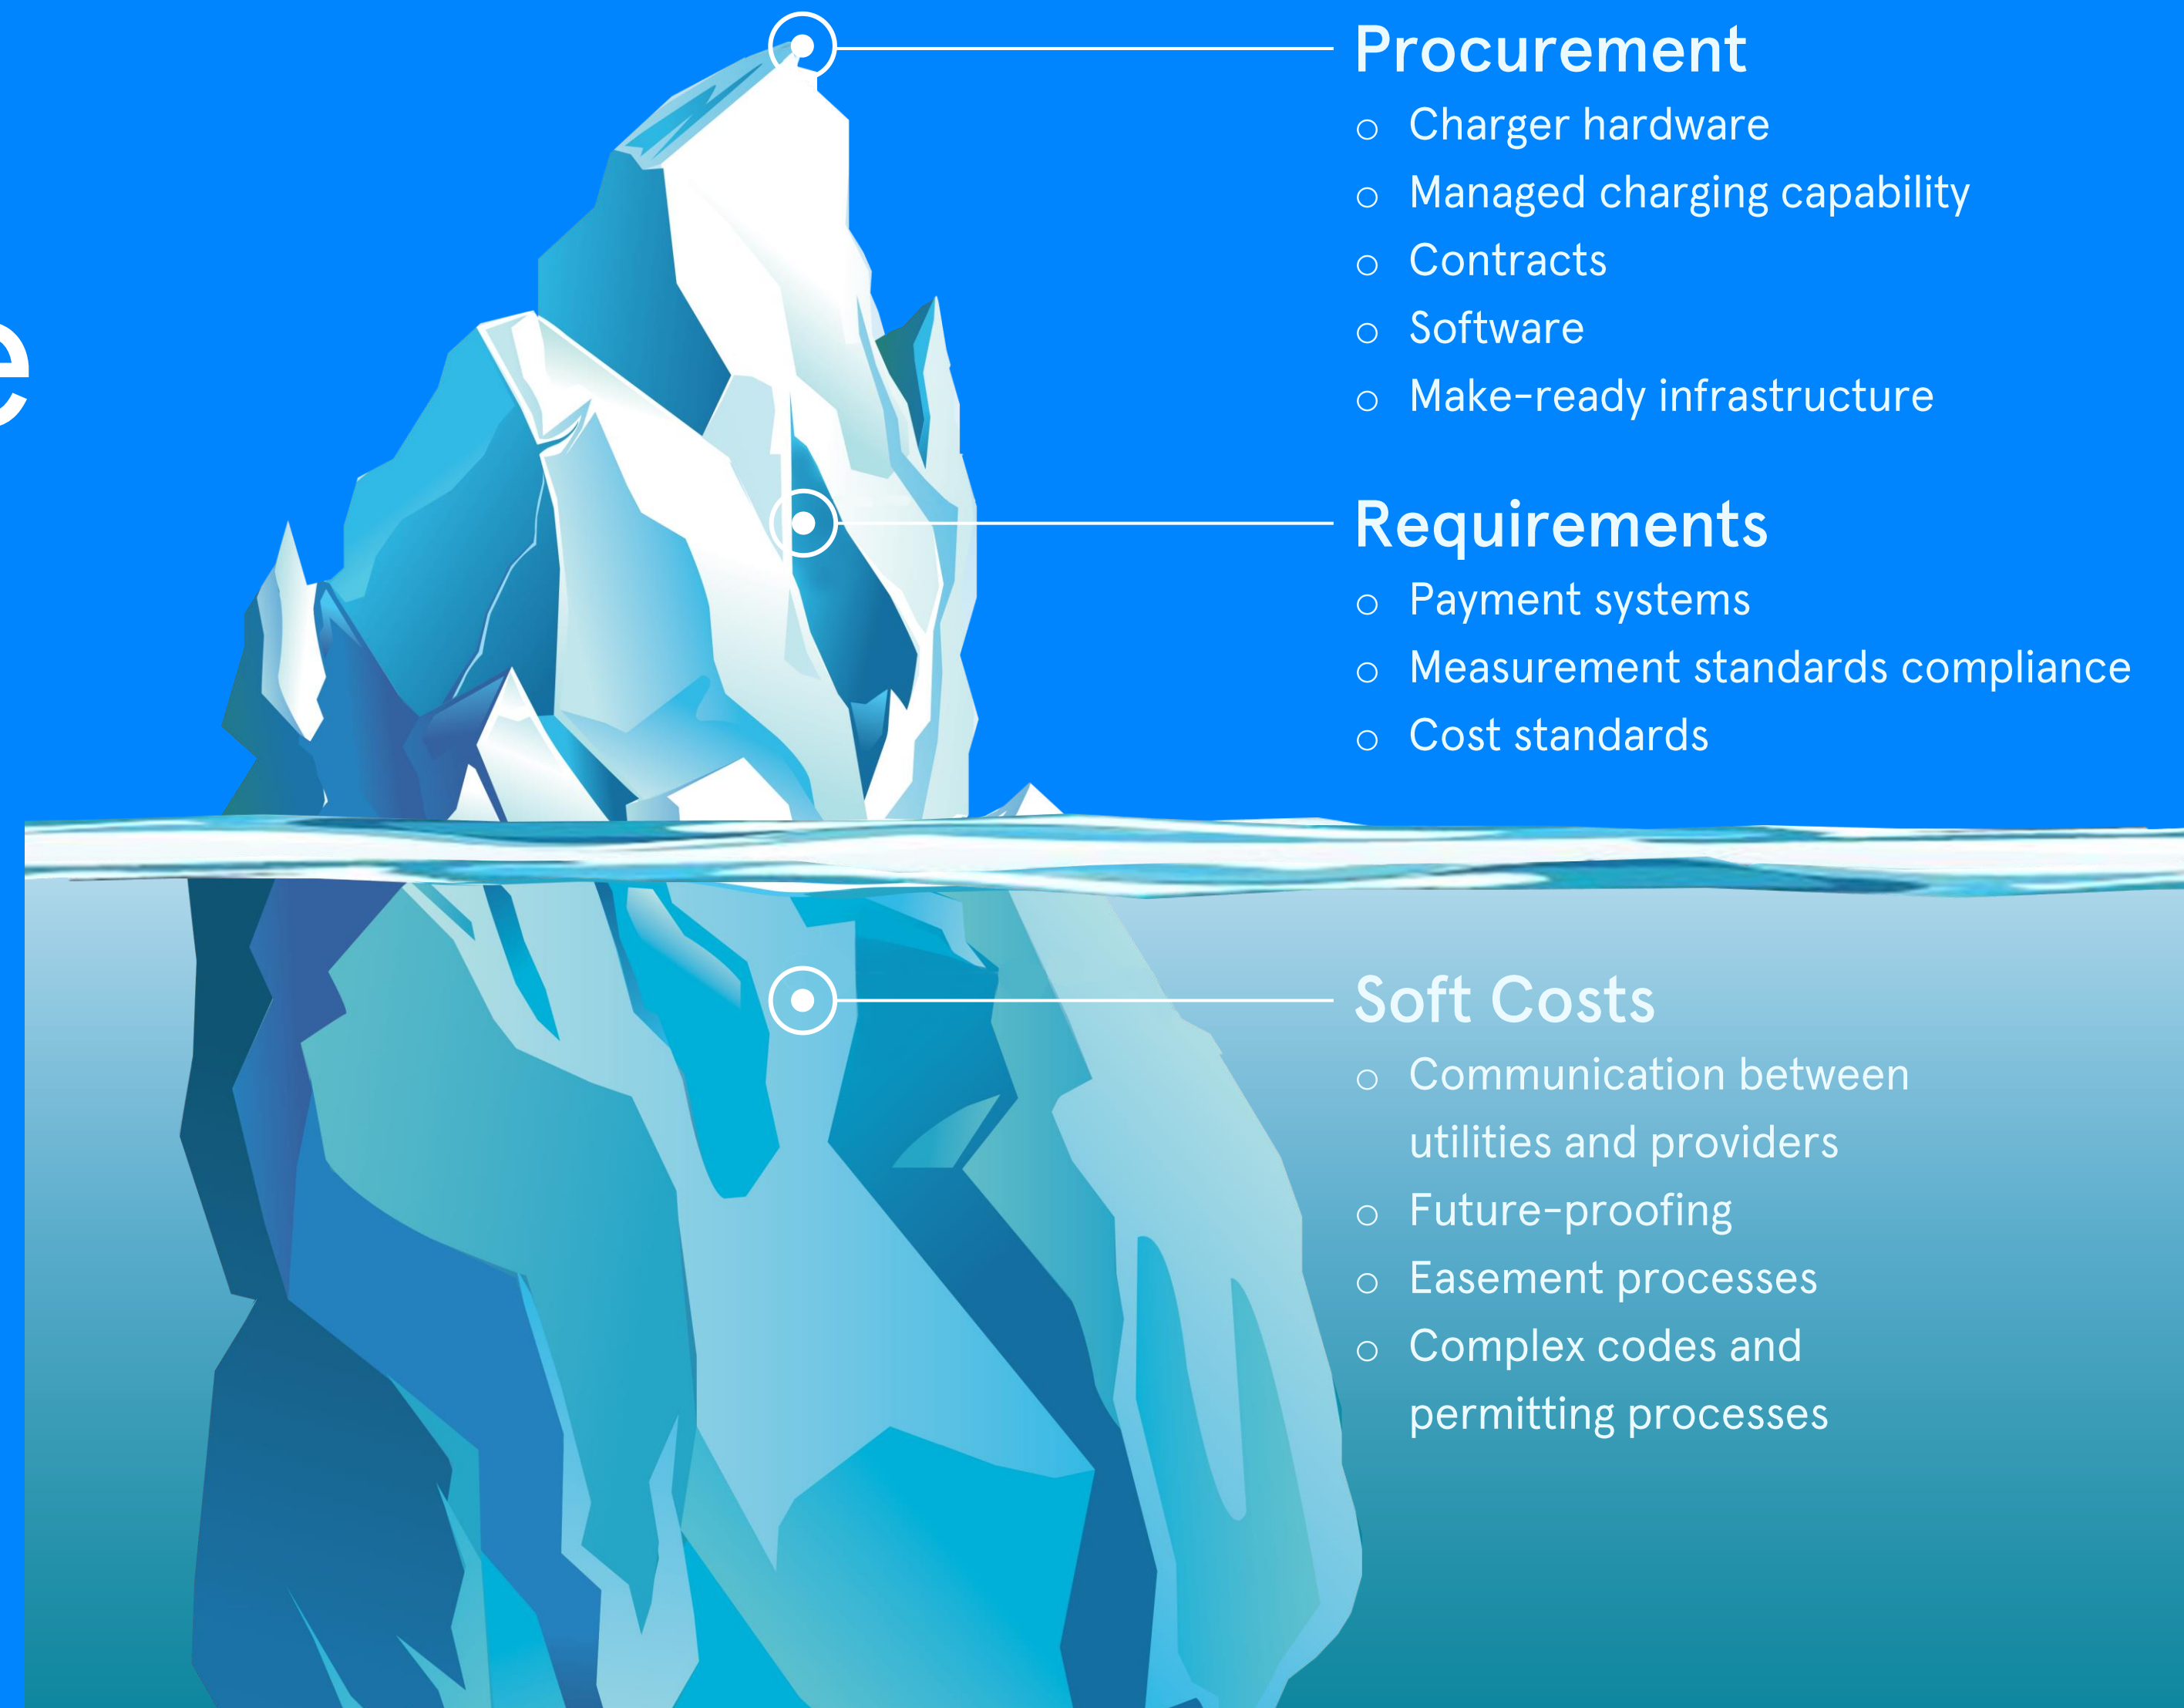 e
Procurement
Charger hardware
Managed charging capability
Contracts
Software
Make-ready infrastructure
Requirements
Payment systems
Measurement standards compliance
Cost standards
Soft Costs
Communication between
utilities and providers
Future-proofing
Easement processes
Complex codes and
permitting processes